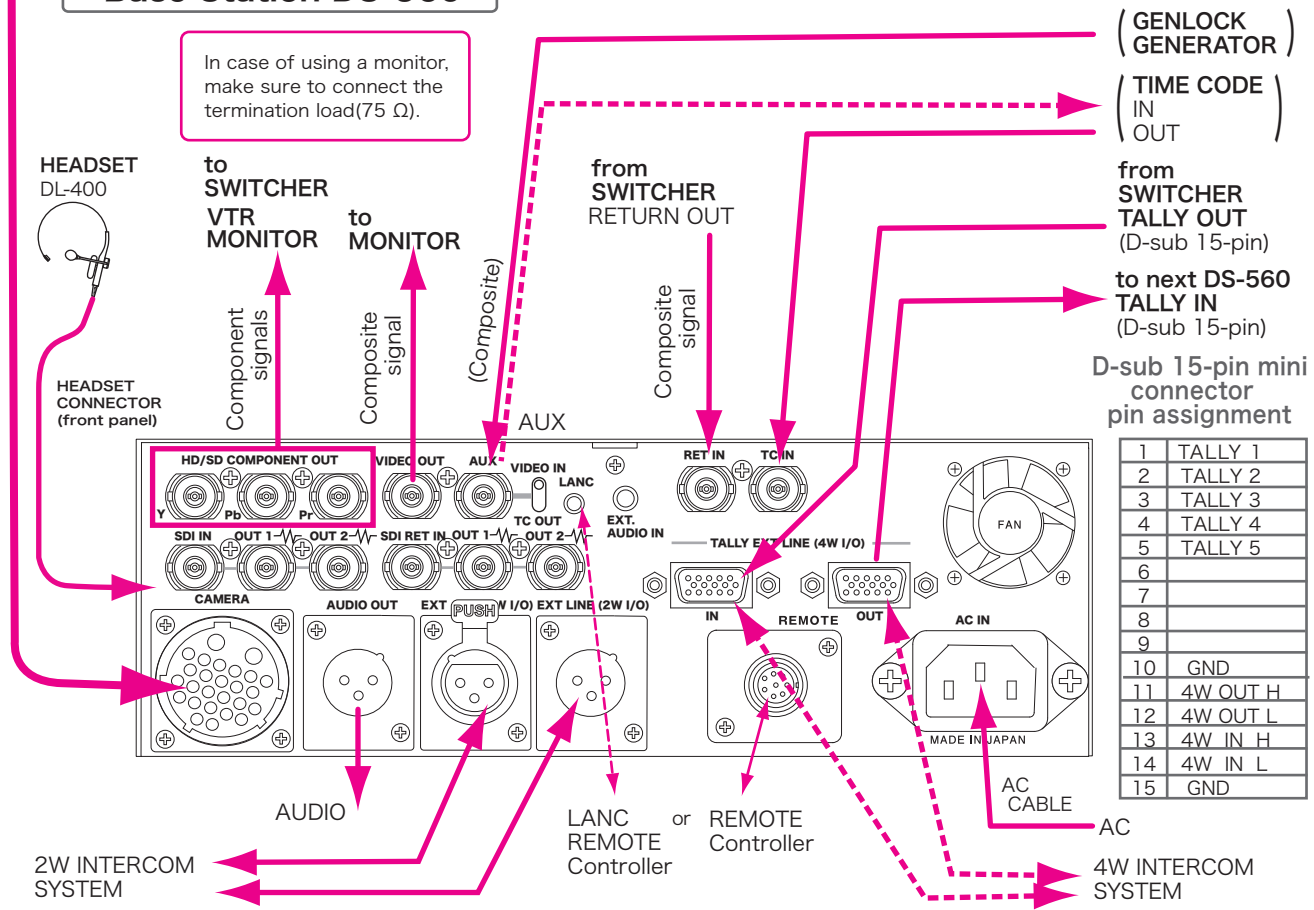 In case of using a monitor,
make sure to connect the
termination load(75 Ω).
GENLOCK
GENERATOR
TIME CODE
IN
OUT
HEADSET
DL-400
to
SWITCHER
VTR
MONITOR
to
MONITOR
from
SWITCHER
RETURN OUT
from
SWITCHER
TALLY OUT
(D-sub 15-pin)
to next DS-560
TALLY IN
(D-sub 15-pin)
Component
signals
Composite
signal
(Composite)
Composite
signal
HEADSET
CONNECTOR
(front panel)
AUX
D-sub 15-pin mini
connector
pin assignment
1 TALLY 1
2 TALLY 2
3 TALLY 3
4 TALLY 4
5 TALLY 5
6
7
8
9
10 GND
11 4W OUT H
12 4W OUT L
13 4W IN H
14 4W IN L
15 GND
HD/SD COMPONENT OUT
Y
Pb
Pr
VIDEO OUT
AUX
VIDEO IN
LANC
TC OUT
EXT.
AUDIO IN
RET IN
TC IN
FAN
SDI IN
OUT 1
OUT 2
SDI RET IN
OUT 1
OUT 2
TALLY EXT LINE (4W I/O)
IN
OUT
CAMERA
AUDIO OUT
EXT
PUSH
W I/O)
EXT LINE (2W I/O)
REMOTE
AC IN
MADE IN JAPAN
AUDIO
LANC
REMOTE
Controller
or
REMOTE
Controller
AC
CABLE
AC
2W INTERCOM
SYSTEM
4W INTERCOM
SYSTEM